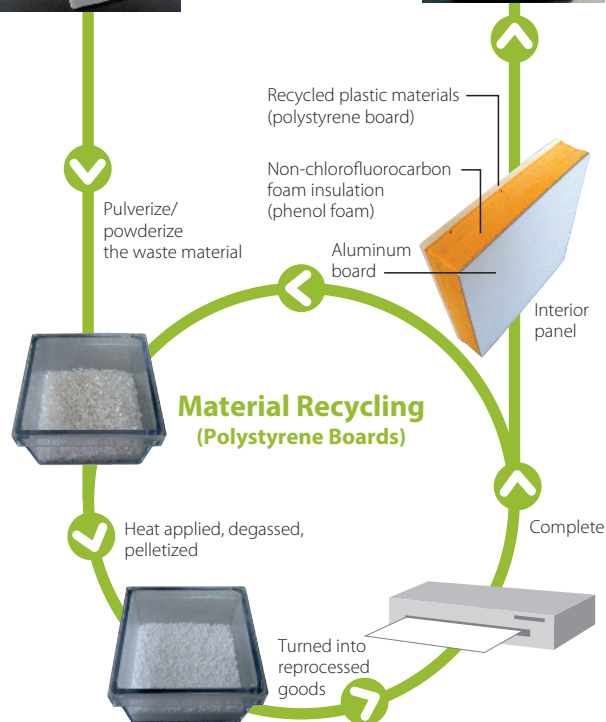 Recycled plastic materials
(polystyrene board)
Non-chlorofluorocarbon
foam insulation
(phenol foam)
Pulverize/
powderize
the waste material
Aluminum
board
Interior
panel
Material Recycling
(Polystyrene Boards)
Heat applied, degassed,
pelletized
Complete
Turned into
reprocessed
goods